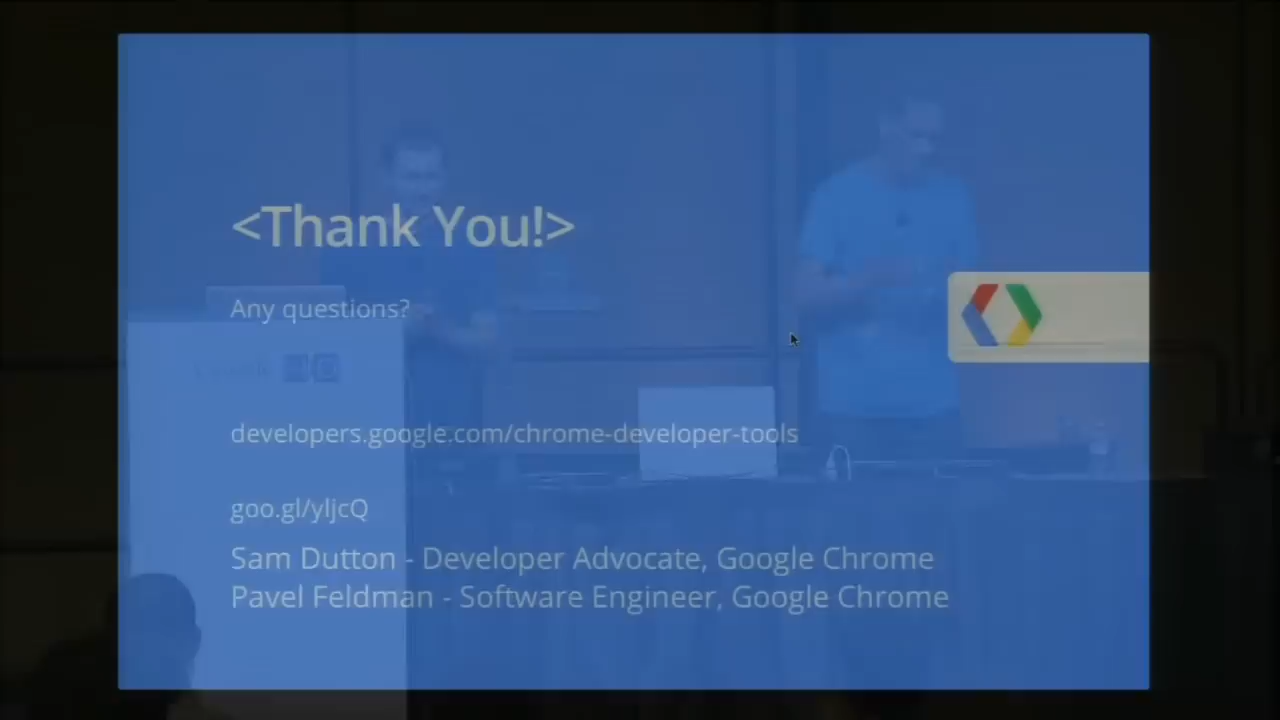 <Thank You!>
Any questions?
developers.google.com/chrome-developer-tools
goo.gl/yljcQ
Sam Dutton - Developer Advocate, Google Chrome
Pavel Feldman - Software Engineer, Google Chrome